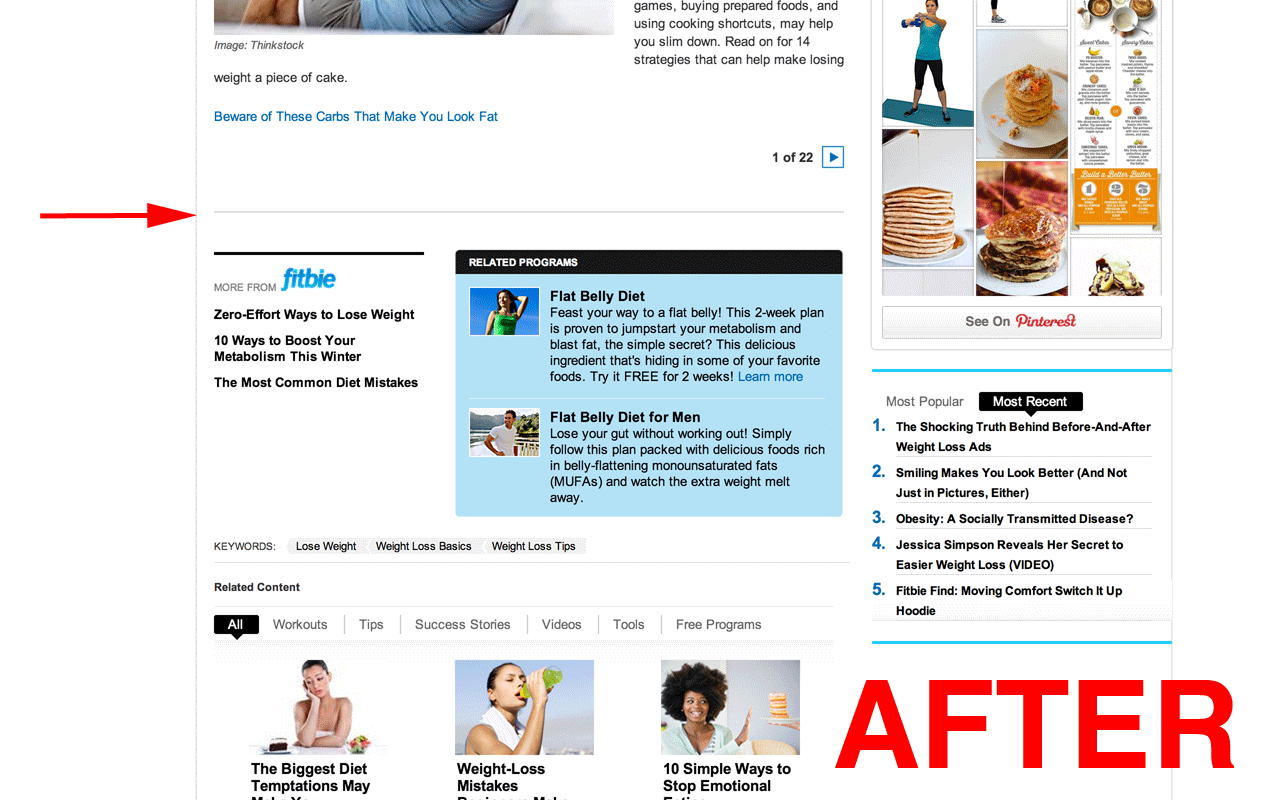 games, buying prepared foods, and
using cooking shortcuts, may help
you slim down. Read on for 14
strategies that can help make losing
Image: Thinkstock
weight a piece of cake.
Beware of These Carbs That Make You Look Fat
1 of 22
MORE FROM fitbie
Zero-Effort Ways to Lose Weight
10 Ways to Boost Your
Metabolism This Winter
The Most Common Diet Mistakes
RELATED PROGRAMS
Flat Belly Diet
Feast your way to a flat belly! This 2-week plan
is proven to jumpstart your metabolism and
blast fat, the simple secret? This delicious
ingredient that's hiding in some of your favorite
foods. Try it FREE for 2 weeks! Learn more
Flat Belly Diet for Men
Lose your gut without working out! Simply
follow this plan packed with delicious foods rich
in belly-flattening monounsaturated fats
(MUFAs) and watch the extra weight melt
away.
KEYWORDS: Lose Weight Weight Loss Basics Weight Loss Tips
Related Content
All Workouts Tips Success Stories Videos Tools Free Programs
The Biggest Diet
Temptations May
Weight-Loss
Mistakes
10 Simple Ways to
Stop Emotional
Sweet Cakes Savory Cakes
Build a Better Batter
1 2 3
See On Pinterest
Most Popular Most Recent
1. The Shocking Truth Behind Before-And-After
Weight Loss Ads
2. Smiling Makes You Look Better (And Not
Just in Pictures, Either)
3. Obesity: A Socially Transmitted Disease?
4. Jessica Simpson Reveals Her Secret to
Easier Weight Loss (VIDEO)
5. Fitbie Find: Moving Comfort Switch It Up
Hoodie
AFTER